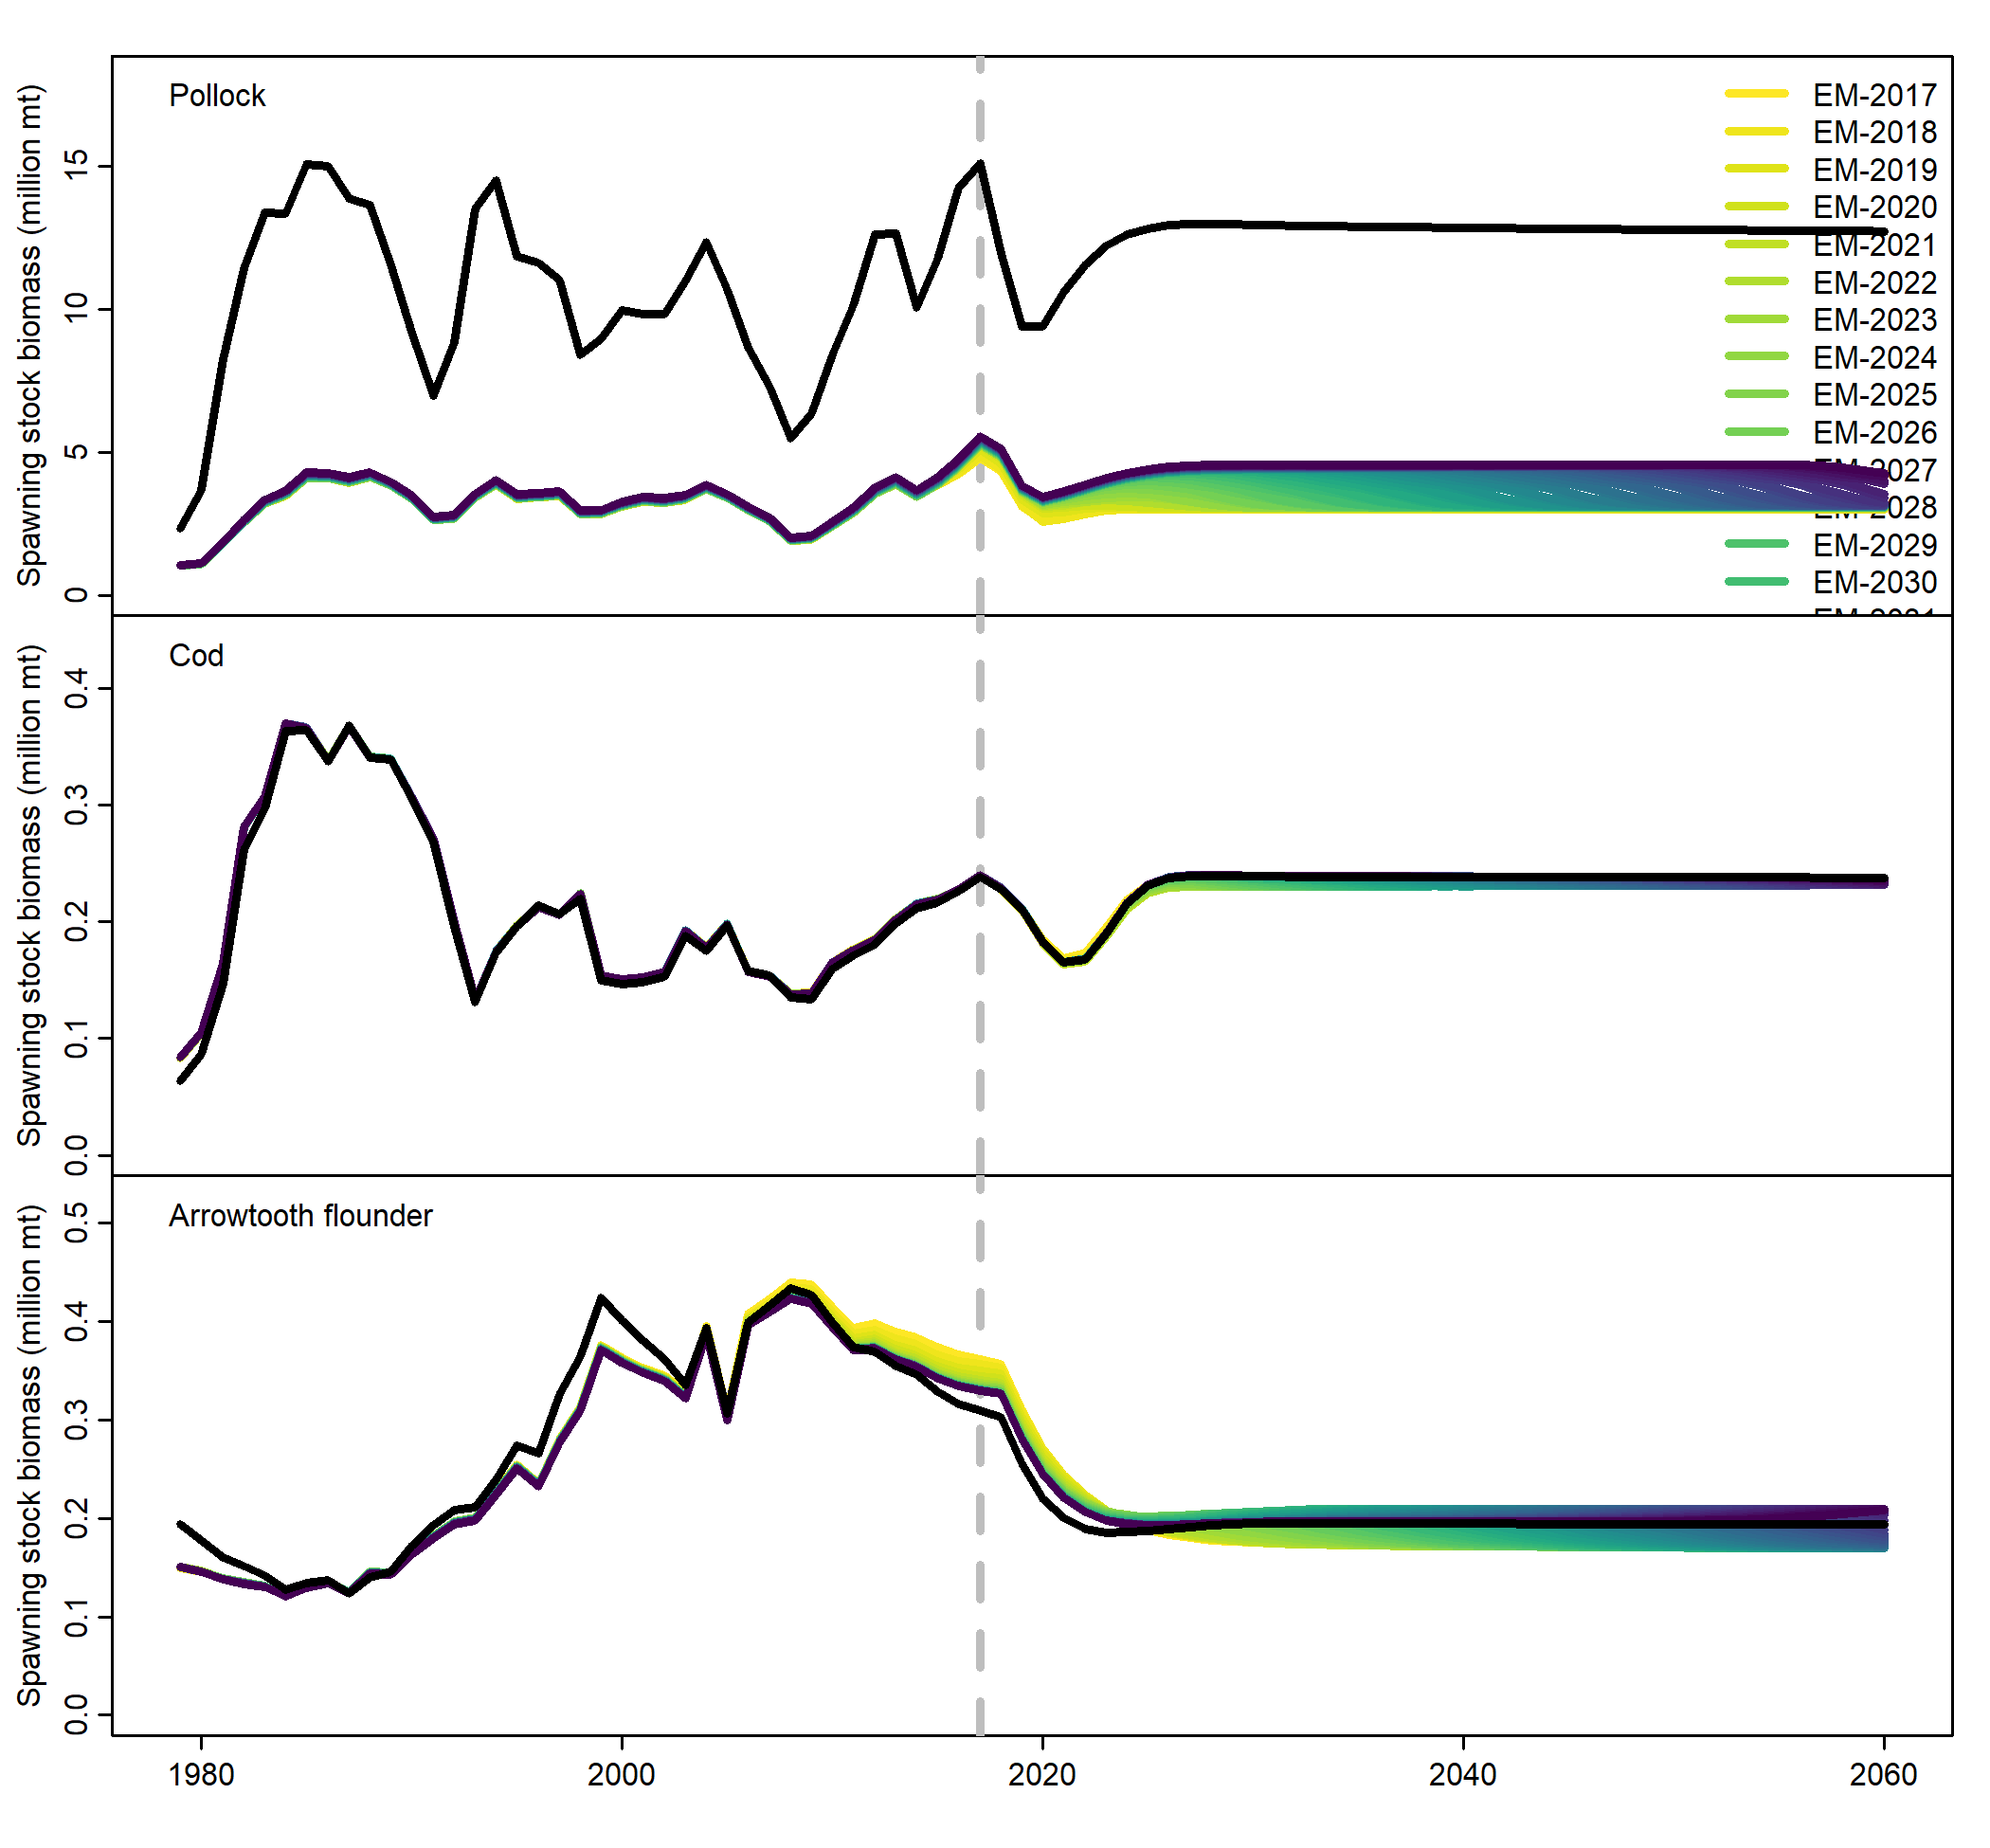 Spawning stock biomass (million mt)
0 5 10 15
Pollock
EM-2017
EM-2018
EM-2019
EM-2020
EM-2021
EM-2022
EM-2023
EM-2024
EM-2025
EM-2026
2027
2028
EM-2029
EM-2030
Spawning stock biomass (million mt)
0.0 0.1 0.2 0.3 0.4
Cod
Spawning stock biomass (million mt)
0.0 0.1 0.2 0.3 0.4 0.5
Arrowtooth flounder
1980 2000 2020 2040 2060